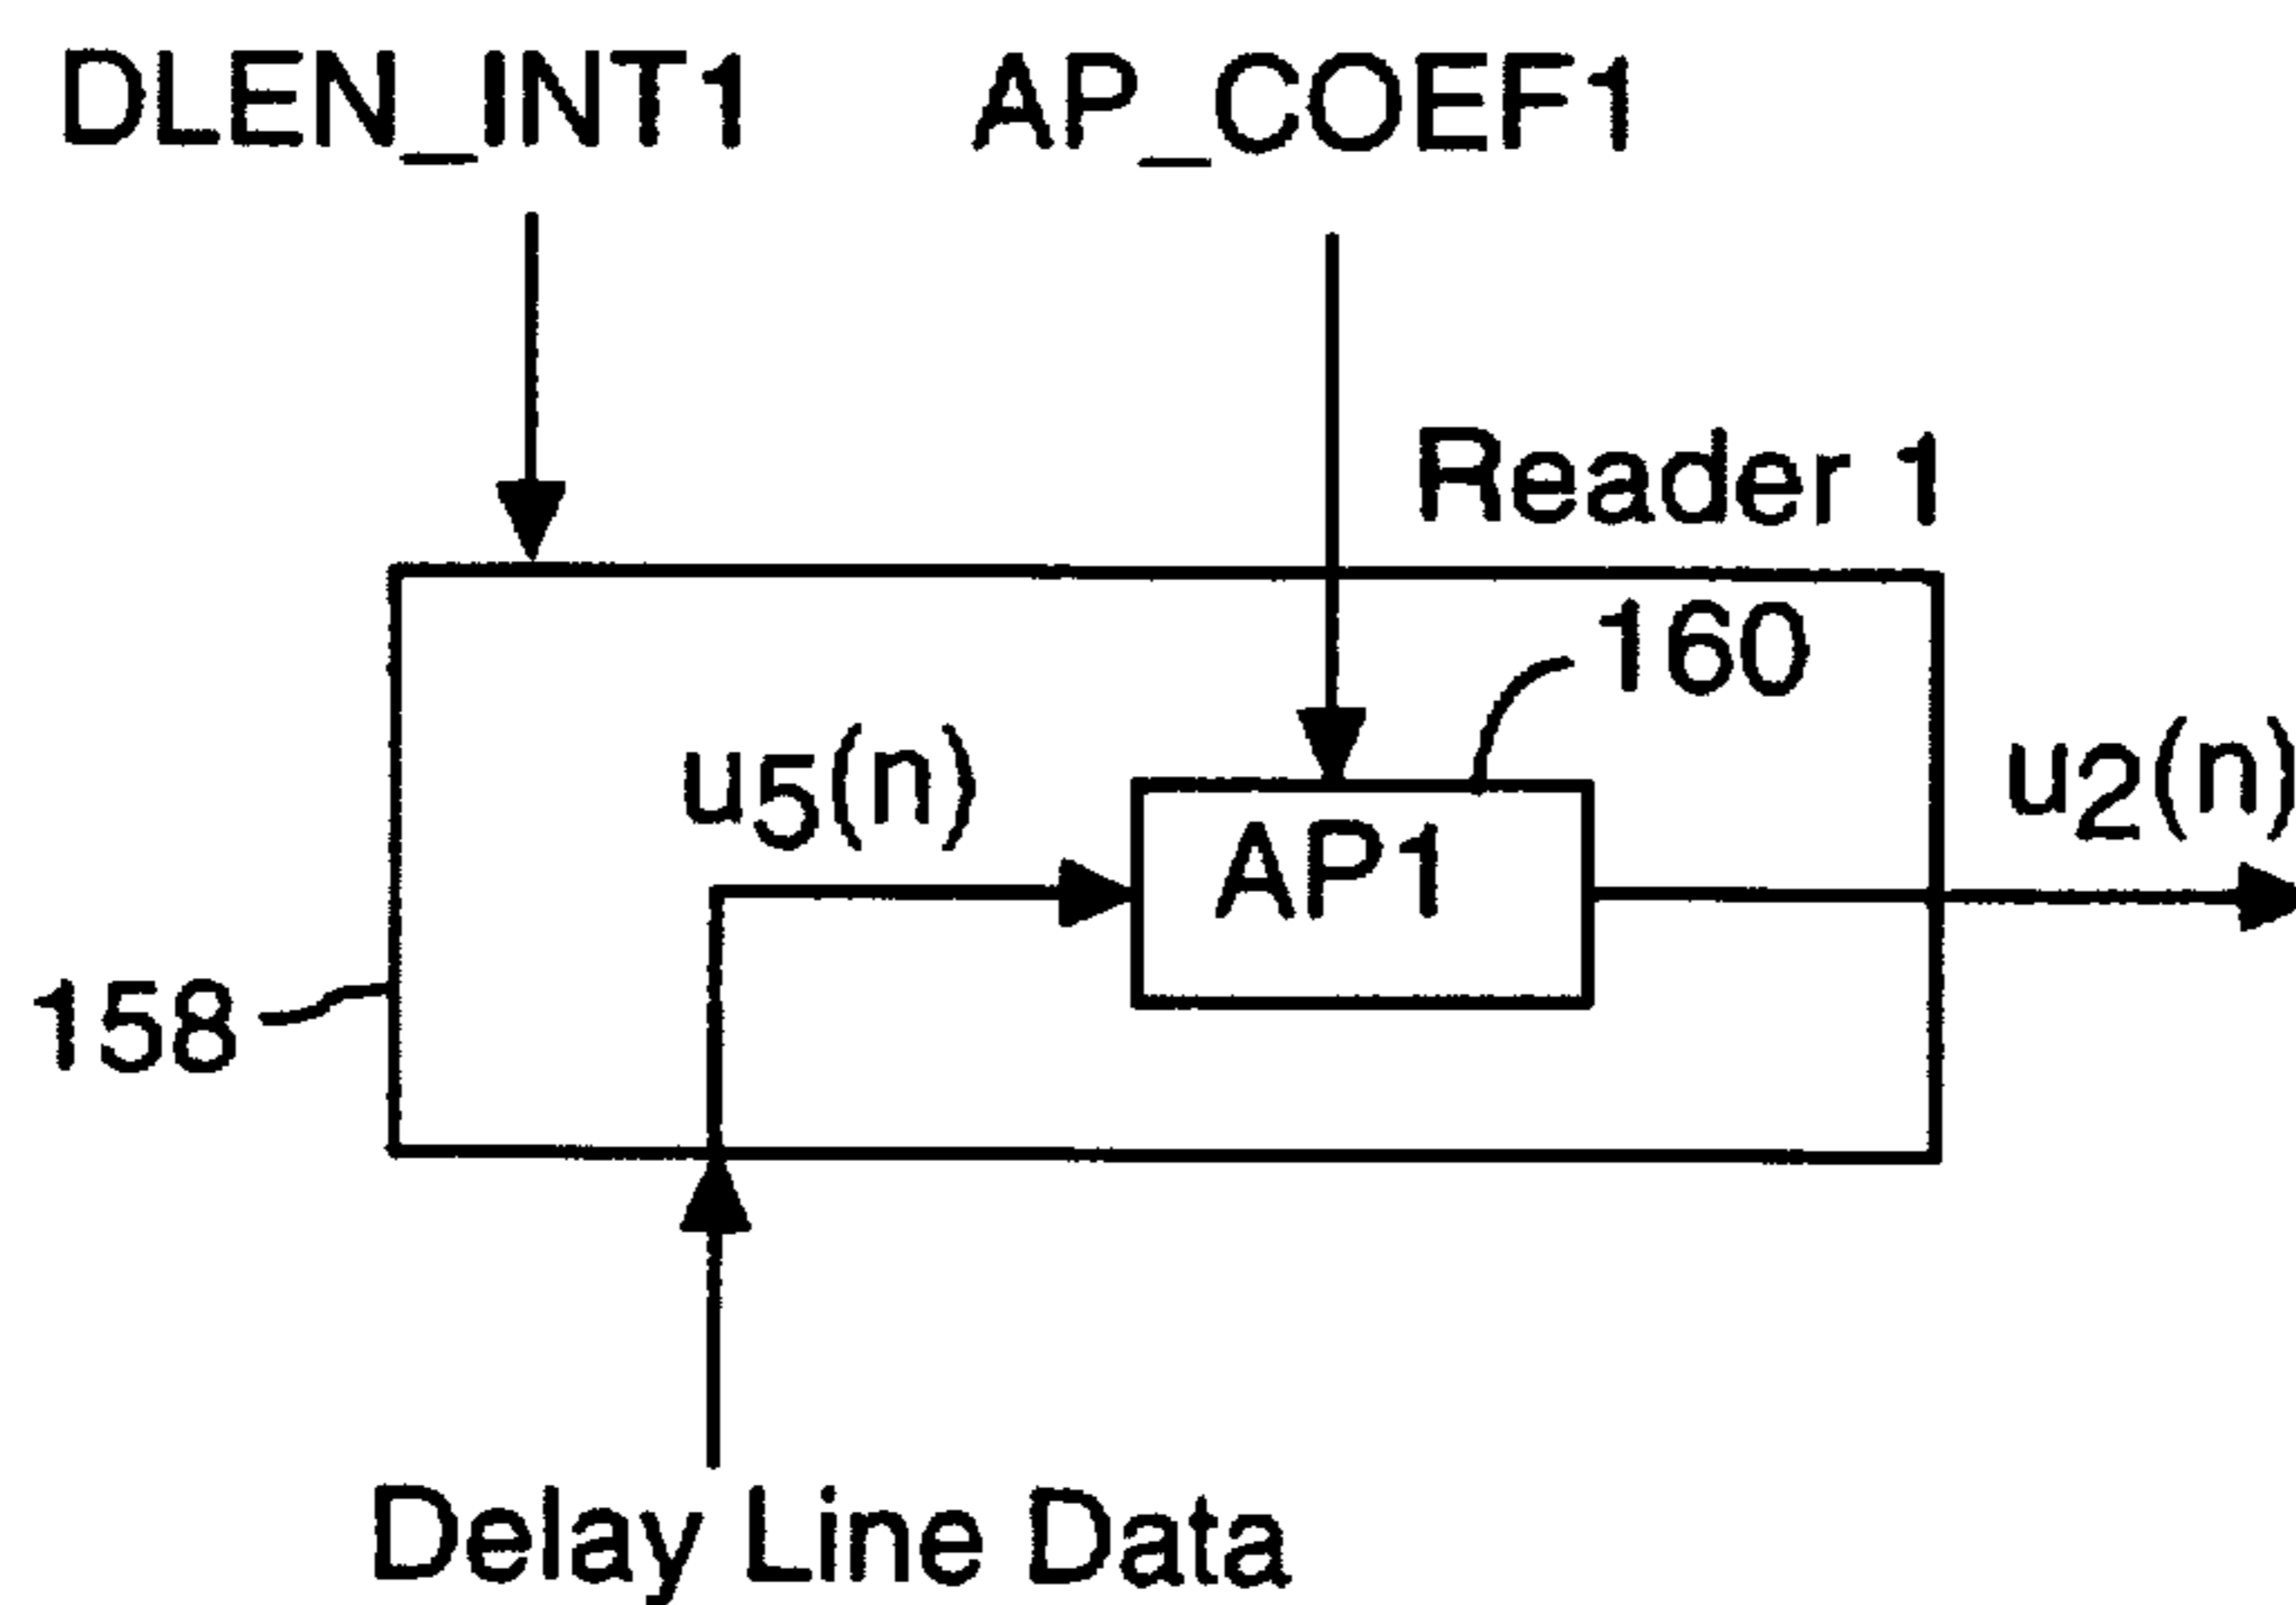 DLEN_INT1 AP_COEF1
Reader 1
160
u5(n)
u2(n)
AP1
158
Delay Line Data